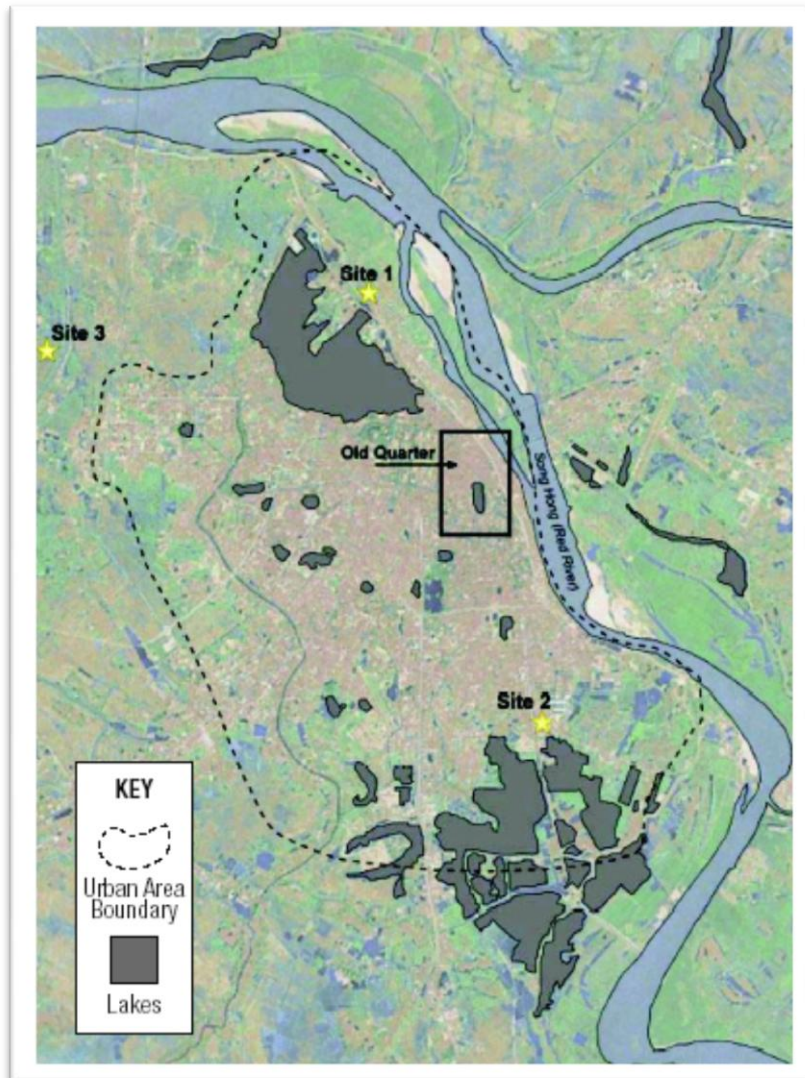 Site 1
Site 3
Old Quarter
Song Hong (Red River)
Site 2
KEY
Urban Area
Boundary
Lakes